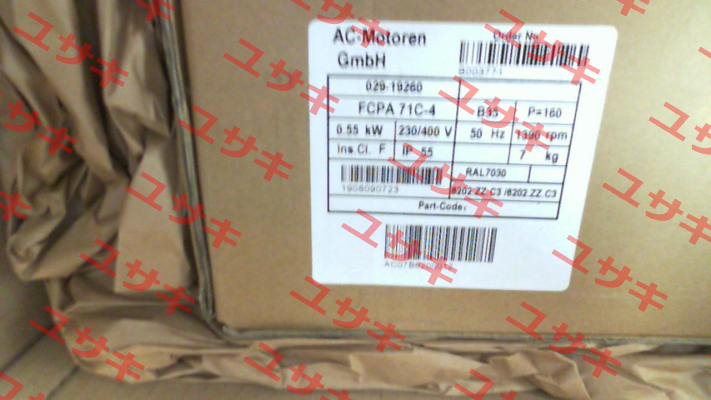 AC-Motoren
GmbH
Order No
B003771
029-19260
FCPA 71C-4
B35 P=160
0.55 kW 230/400 V 50 Hz 1390 rpm
Ins Cl. F IP 55 7 kg
RAL7030
1908090723
6202 ZZ C3 /6202 ZZ C3
Part-Code:
ユサキ